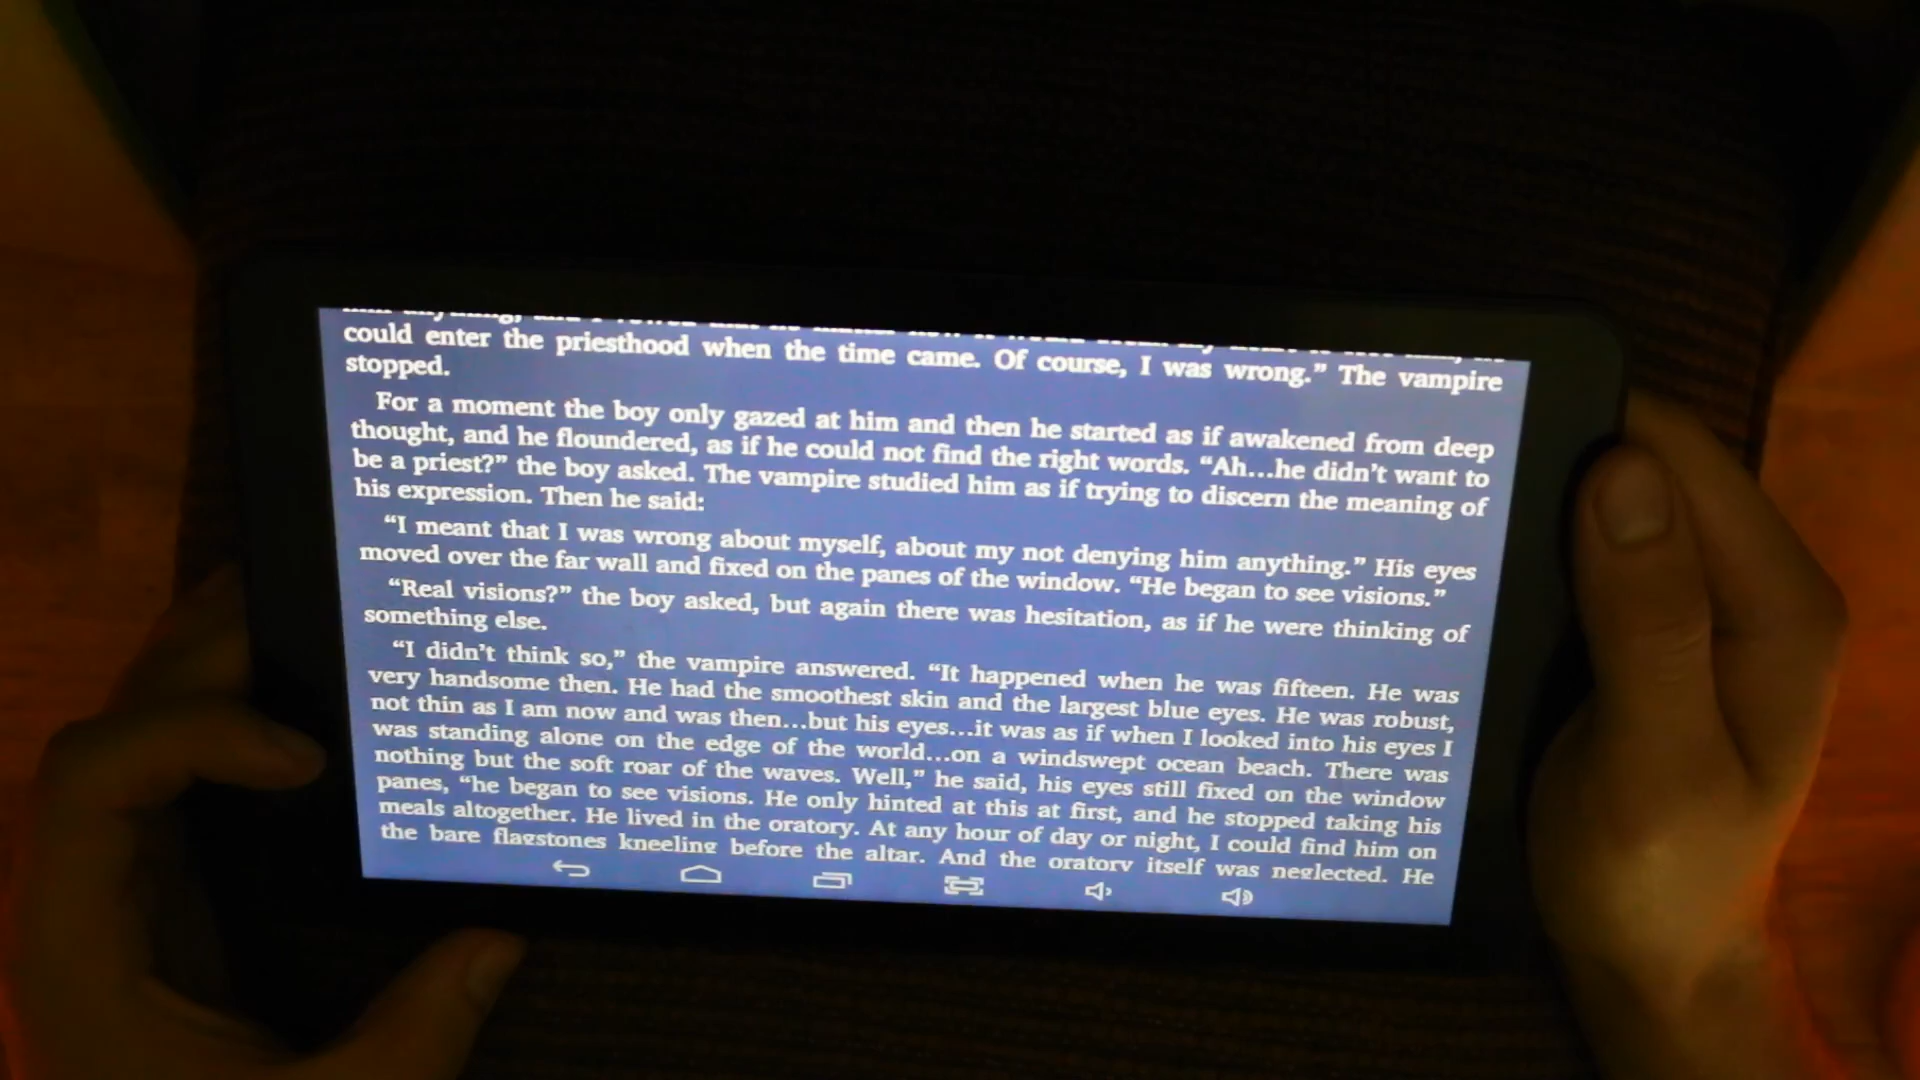 could enter the priesthood when the time came. Of course, I was wrong.” The vampire
stopped.
For a moment the boy only gazed at him and then he started as if awakened from deep
thought, and he floundered, as if he could not find the right words. “Ah...he didn’t want to
be a priest?” the boy asked. The vampire studied him as if trying to discern the meaning of
his expression. Then he said:
“I meant that I was wrong about myself, about my not denying him anything.” His eyes
moved over the far wall and fixed on the panes of the window. “He began to see visions.”
“Real visions?” the boy asked, but again there was hesitation, as if he were thinking of
something else.
“I didn’t think so,” the vampire answered. “It happened when he was fifteen. He was
very handsome then. He had the smoothest skin and the largest blue eyes. He was robust,
not thin as I am now and was then...but his eyes...it was as if when I looked into his eyes I
was standing alone on the edge of the world...on a windswept ocean beach. There was
nothing but the soft roar of the waves. Well,” he said, his eyes still fixed on the window
panes, “he began to see visions. He only hinted at this at first, and he stopped taking his
meals altogether. He lived in the oratory. At any hour of day or night, I could find him on
the bare flagstones kneeling before the altar. And the oratory itself was neglected. He